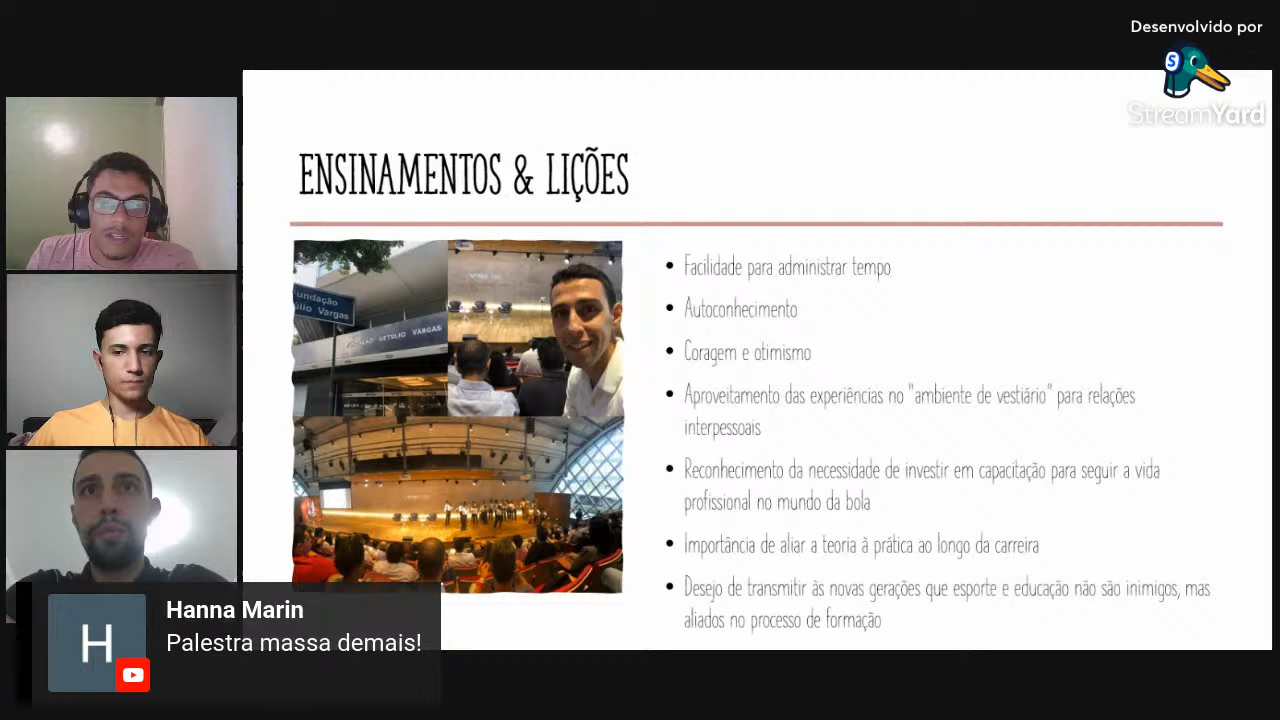 Desenvolvido por
StreamYard
ENSINAMENTOS & LIÇÕES
Fundação
Vargas
GETULIO VARGAS
• Facilidade para administrar tempo
• Autoconhecimento
• Coragem e otimismo
• Aproveitamento das experiências no "ambiente de vestiário" para relações
interpessoais
• Reconhecimento da necessidade de investir em capacitação para seguir a vida
profissional no mundo da bola
• Importância de aliar a teoria à prática ao longo da carreira
• Desejo de transmitir às novas gerações que esporte e educação não são inimigos, mas
aliados no processo de formação
H
Hanna Marin
Palestra massa demais!